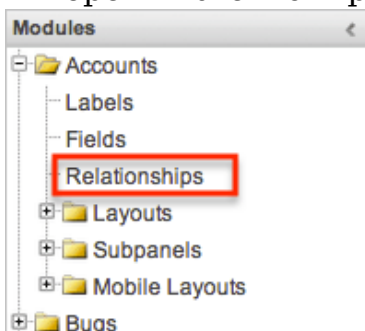 Modules
Accounts
Labels
Fields
Relationships
Layouts
Subpanels
Mobile Layouts
Bugs